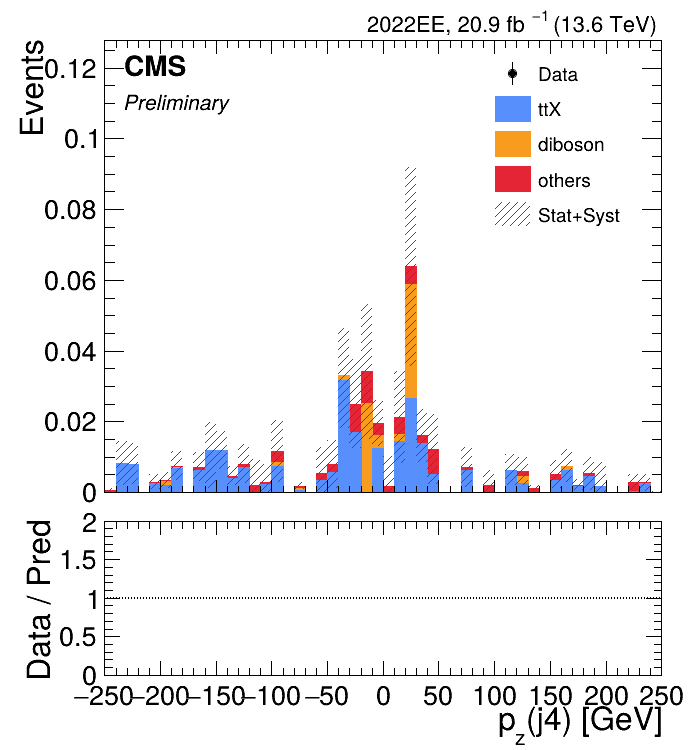 2022EE, 20.9 fb⁻¹ (13.6 TeV)
Events
CMS
Preliminary
Data
ttX
diboson
others
Stat+Syst
0.12
0.1
0.08
0.06
0.04
0.02
0
Data / Pred
2
1.5
1
0.5
0
−250 −200 −150 −100 −50 0 50 100 150 200 250
p_z(j4) [GeV]